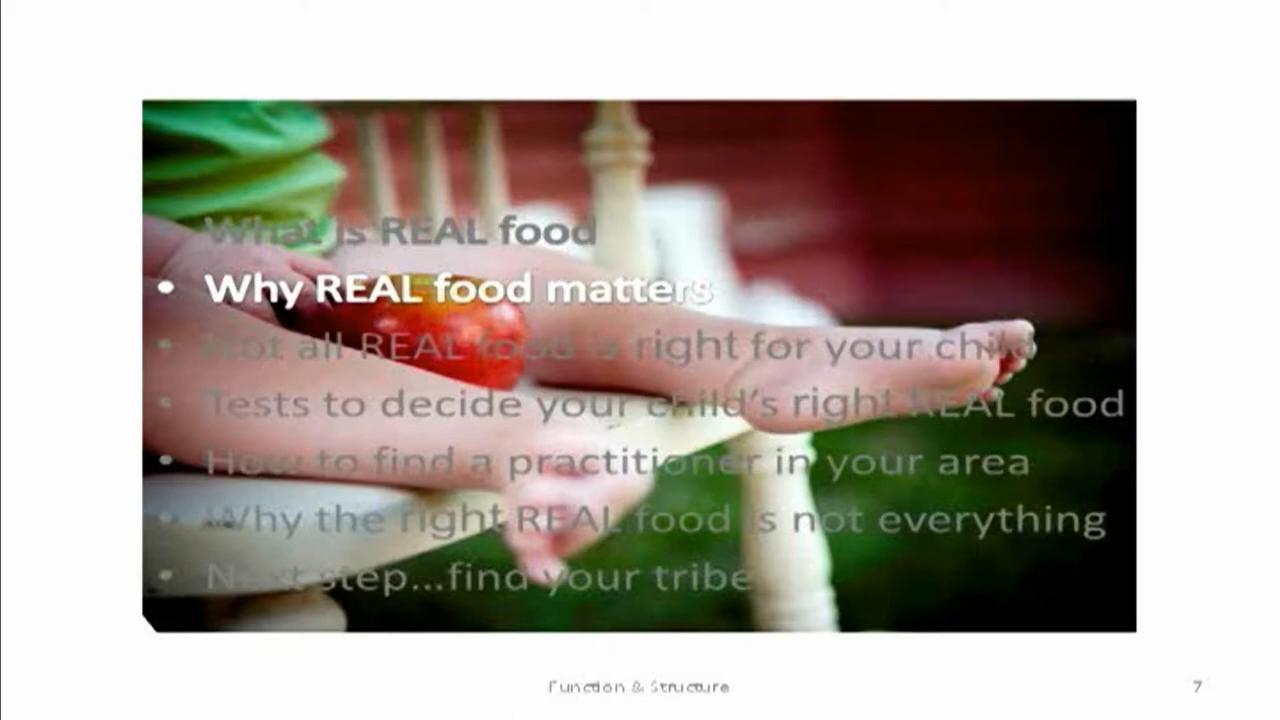 What is REAL food
• Why REAL food matters
• Not all REAL food is right for your child
• Tests to decide your child's right REAL food
• How to find a practitioner in your area
• Why the right REAL food is not everything
• Next step...find your tribe
Function & Structure
7